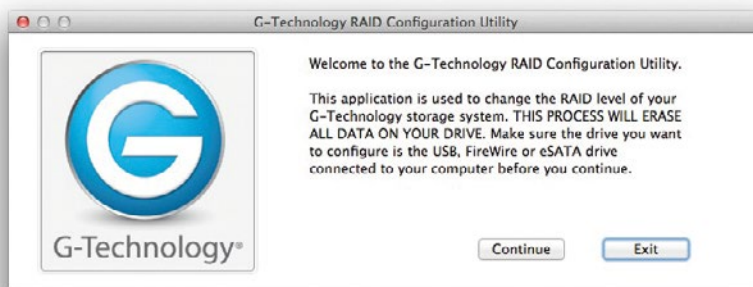 G-Technology RAID Configuration Utility
Welcome to the G-Technology RAID Configuration Utility.
This application is used to change the RAID level of your
G-Technology storage system. THIS PROCESS WILL ERASE
ALL DATA ON YOUR DRIVE. Make sure the drive you want
to configure is the USB, FireWire or eSATA drive
connected to your computer before you continue.
G-Technology®
Continue
Exit